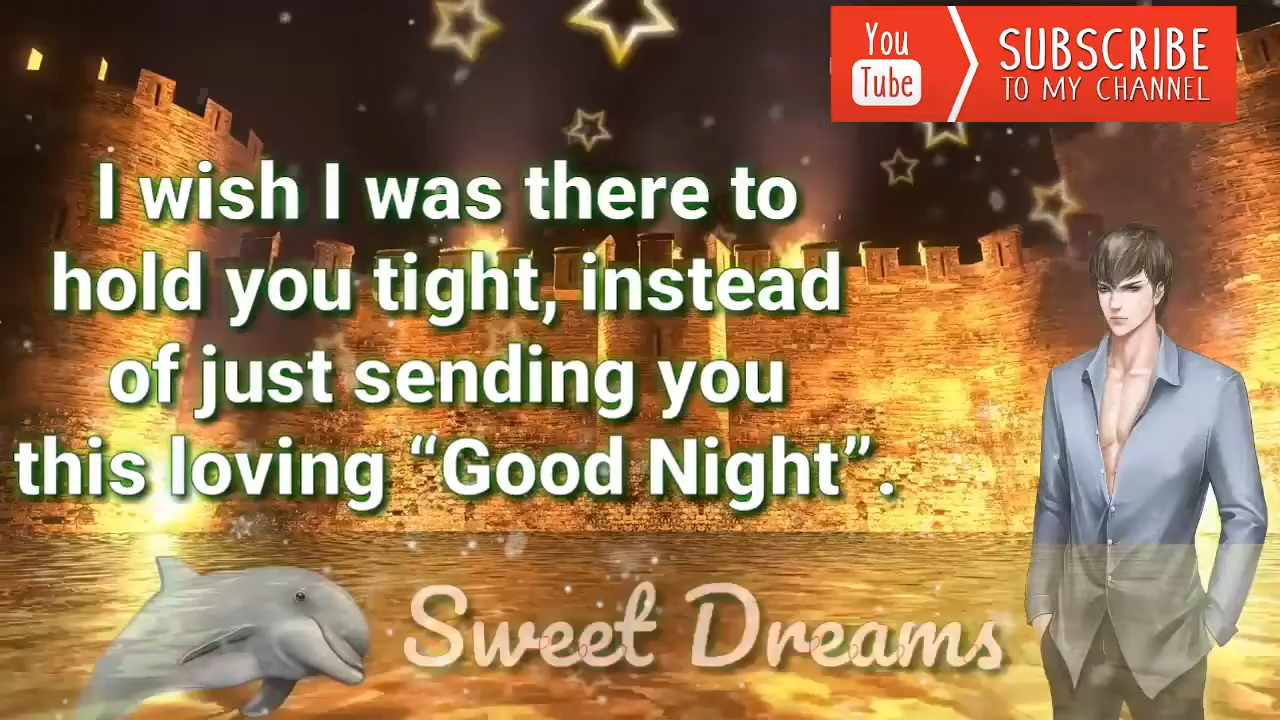 You
Tube
SUBSCRIBE
TO MY CHANNEL
I wish I was there to
hold you tight, instead
of just sending you
this loving “Good Night”.
Sweet Dreams